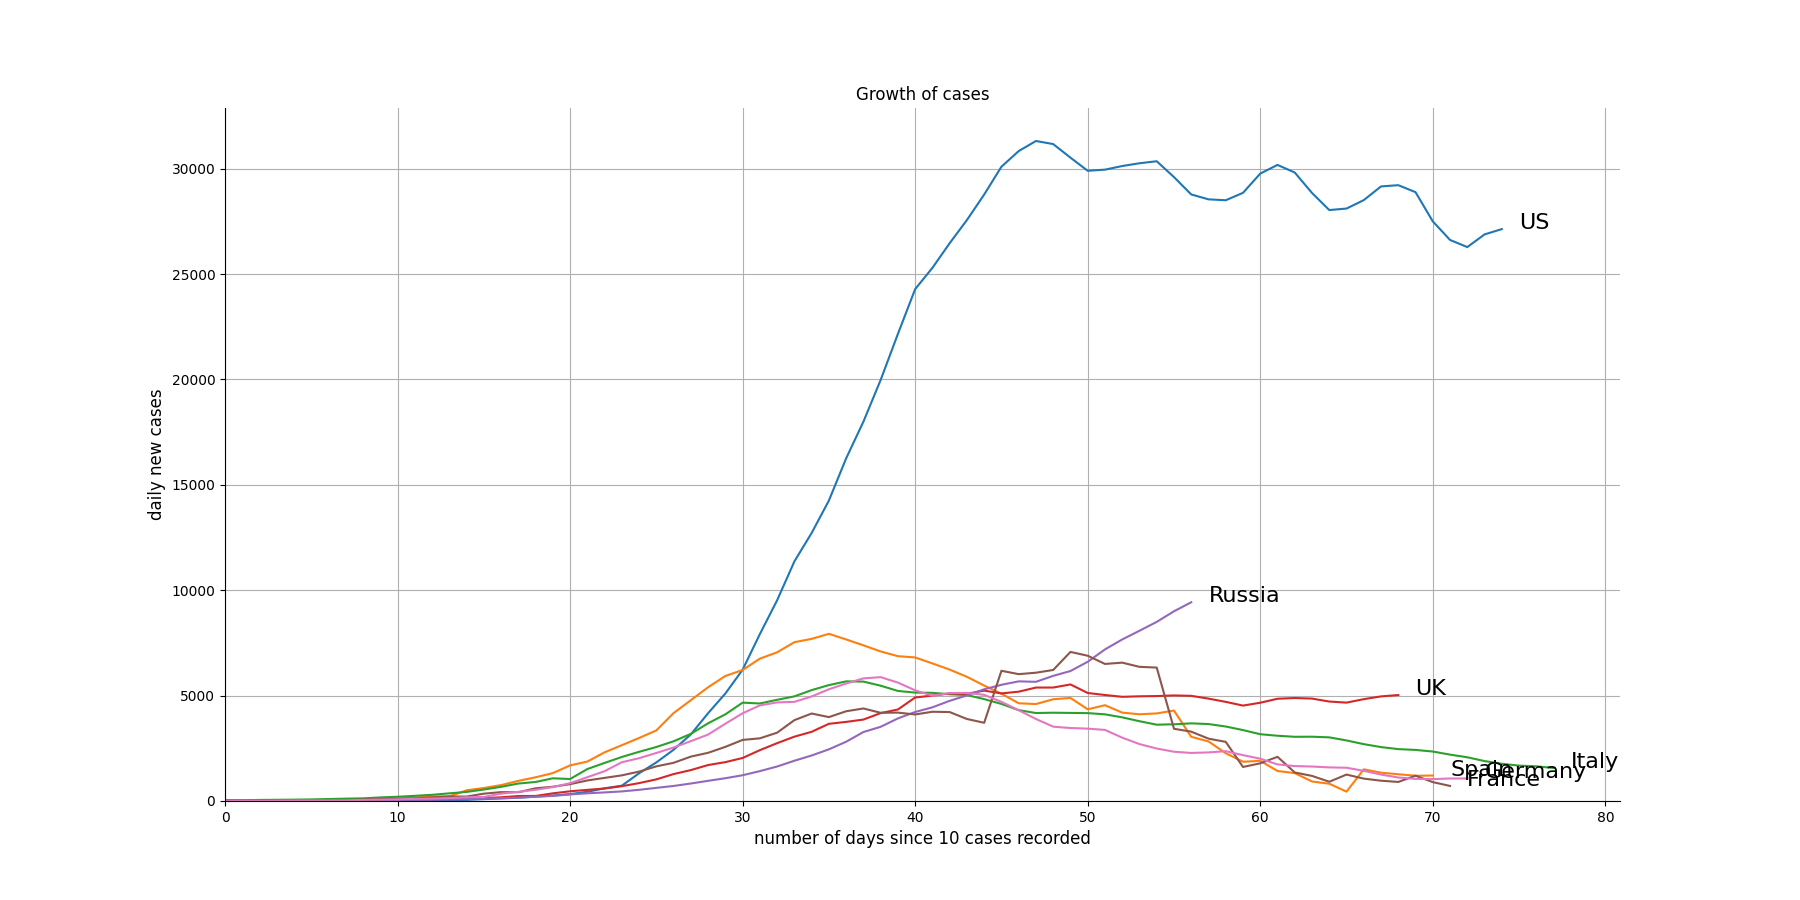 Growth of cases
30000
25000
20000
15000
10000
5000
0
daily new cases
US
Russia
UK
Italy
Spain
Germany
France
0 10 20 30 40 50 60 70 80
number of days since 10 cases recorded